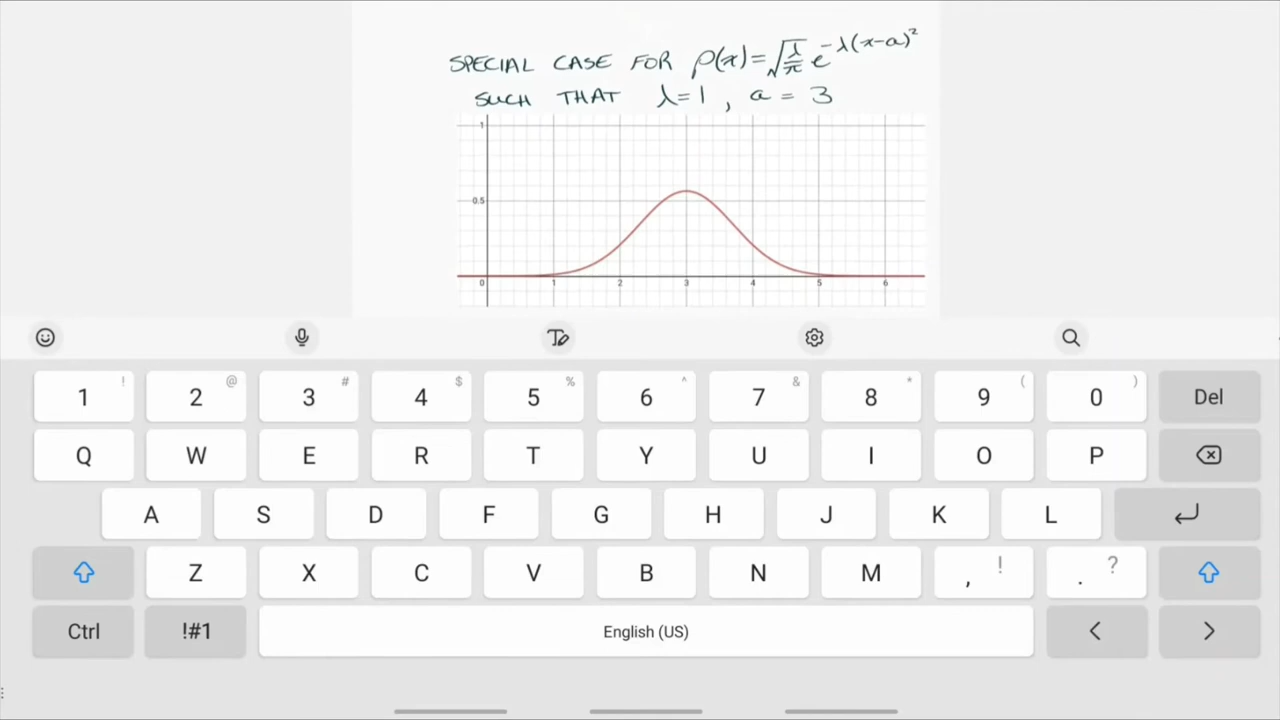 SPECIAL CASE FOR ρ(x)=√(λ/π) e^{-λ(x-a)²}
SUCH THAT λ=1 , a = 3
1
0.5
0 1 2 3 4 5 6
! @ # $ % ^ & * ( )
1 2 3 4 5 6 7 8 9 0 Del
Q W E R T Y U I O P
A S D F G H J K L
Z X C V B N M , ! . ?
Ctrl !#1 English (US) < >